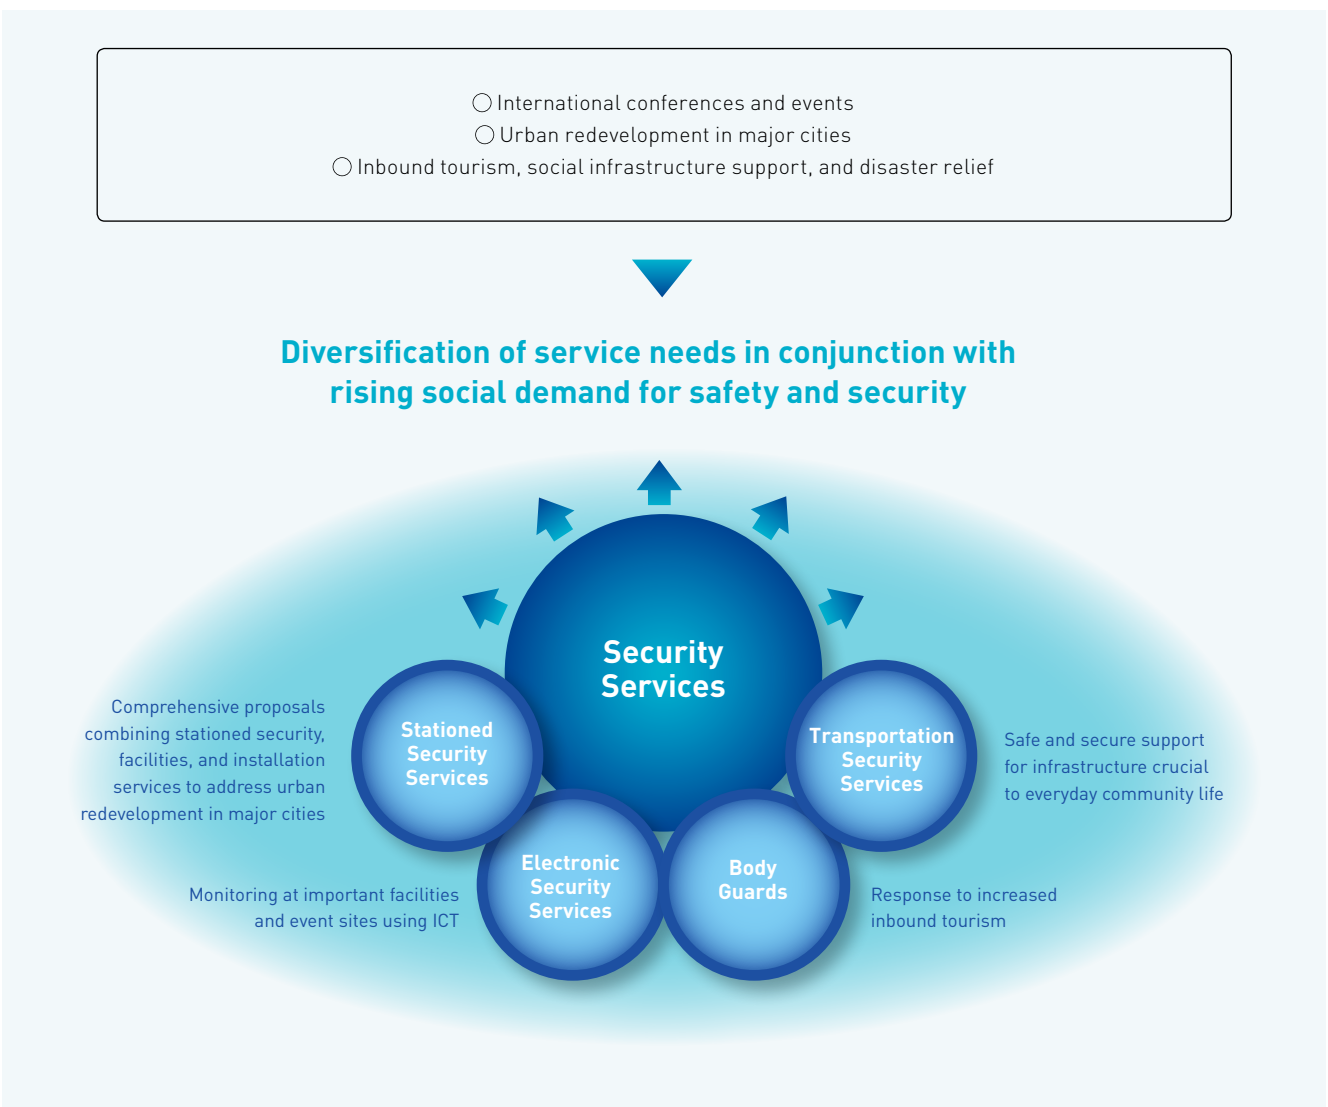 ○ International conferences and events
○ Urban redevelopment in major cities
○ Inbound tourism, social infrastructure support, and disaster relief
Diversification of service needs in conjunction with
rising social demand for safety and security
Security
Services
Comprehensive proposals
combining stationed security,
facilities, and installation
services to address urban
redevelopment in major cities
Stationed
Security
Services
Transportation
Security
Services
Safe and secure support
for infrastructure crucial
to everyday community life
Monitoring at important facilities
and event sites using ICT
Electronic
Security
Services
Body
Guards
Response to increased
inbound tourism